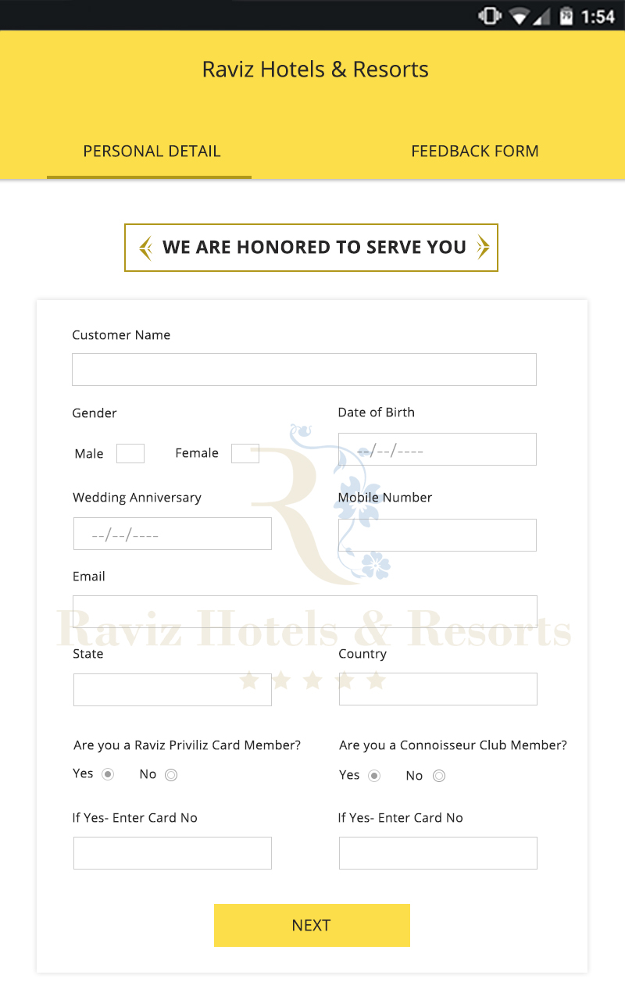 1:54
Raviz Hotels & Resorts
PERSONAL DETAIL FEEDBACK FORM
WE ARE HONORED TO SERVE YOU
Customer Name
Gender Date of Birth
Male Female --/--/----
Wedding Anniversary Mobile Number
--/--/----
Email
Raviz Hotels & Resorts
State Country
Are you a Raviz Priviliz Card Member? Are you a Connoisseur Club Member?
Yes No Yes No
If Yes- Enter Card No If Yes- Enter Card No
NEXT